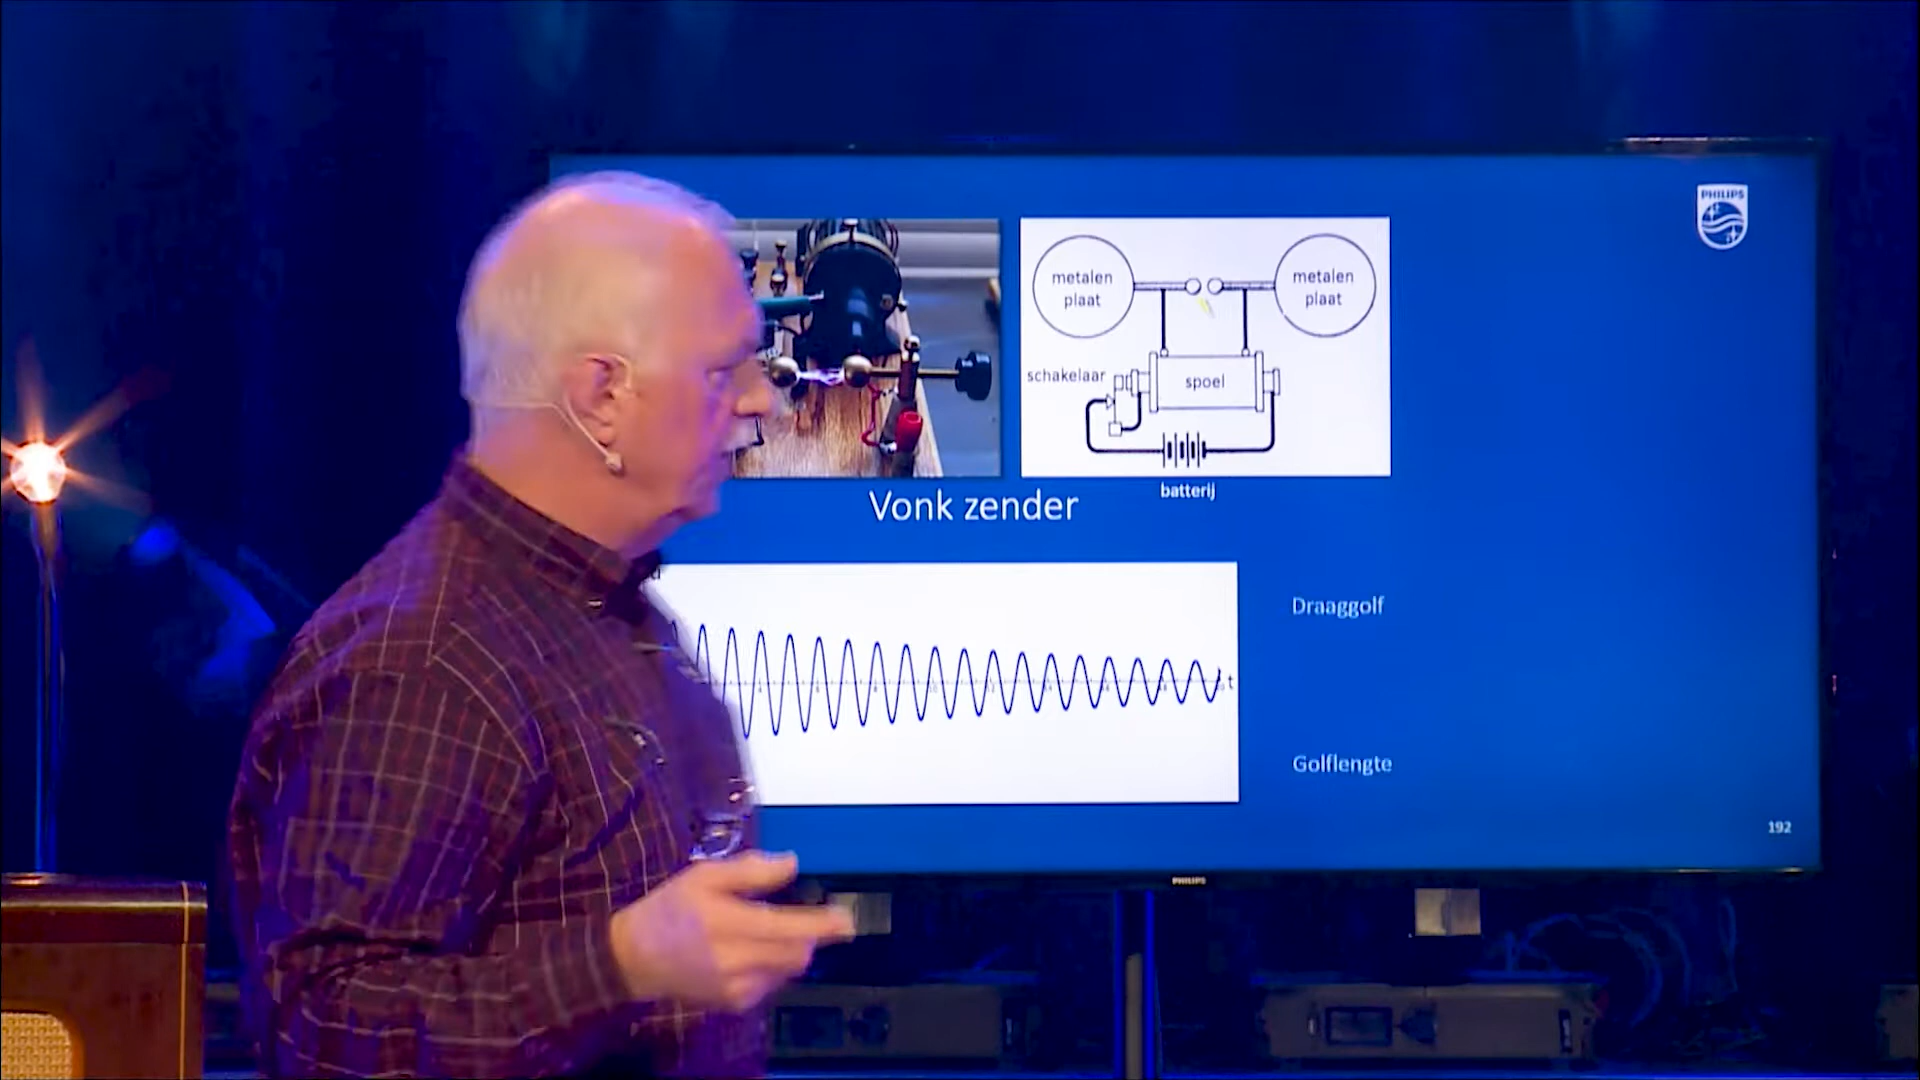 PHILIPS
metalen
plaat
metalen
plaat
schakelaar
spoel
batterij
Vonk zender
t
Draaggolf
Golflengte
192
PHILIPS